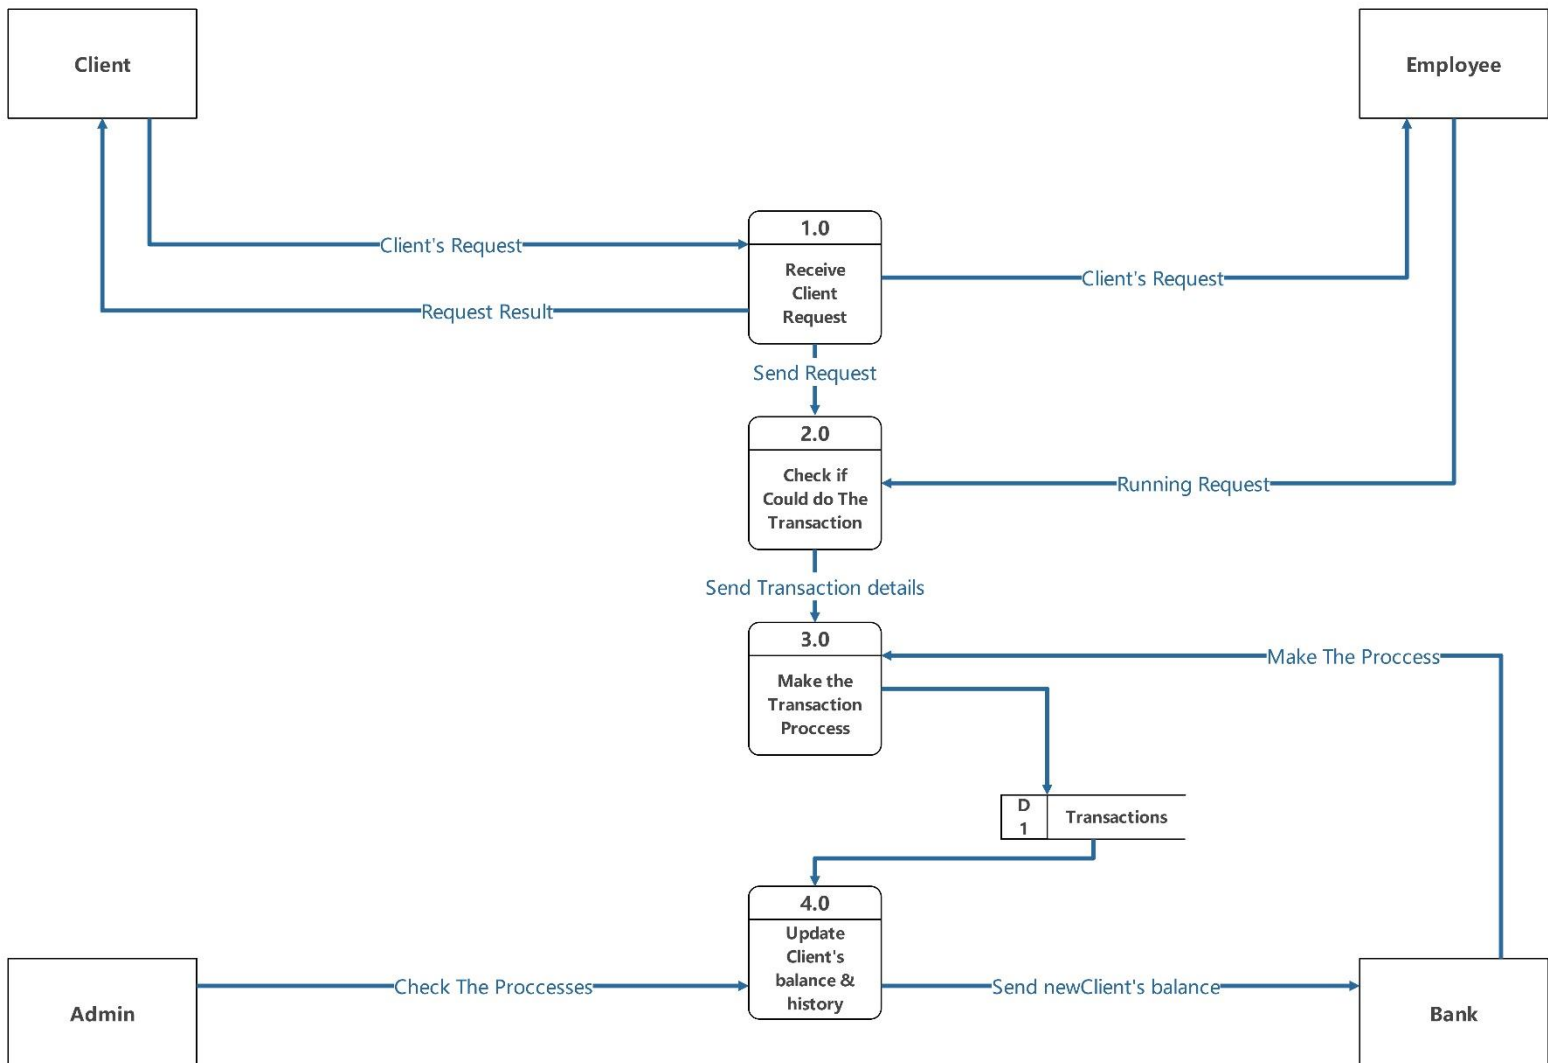 Client
Employee
1.0
Receive
Client
Request
Client's Request
Client's Request
Request Result
Send Request
2.0
Check if
Could do The
Transaction
Running Request
Send Transaction details
3.0
Make the
Transaction
Proccess
Make The Proccess
D
1
Transactions
4.0
Update
Client's
balance &
history
Admin
Check The Proccesses
Send newClient's balance
Bank